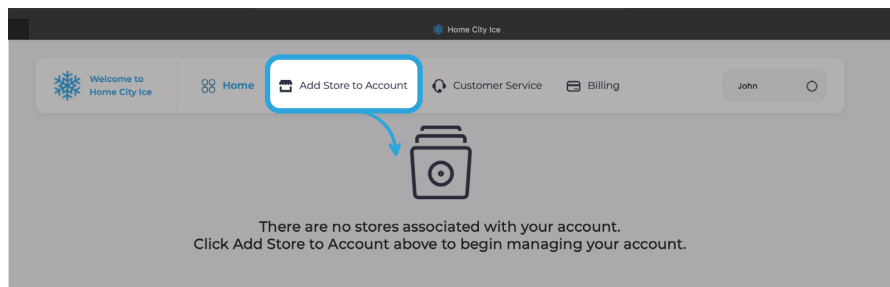 Home City Ice
Welcome to
Home City Ice
Home
Add Store to Account
Customer Service
Billing
John
There are no stores associated with your account.
Click Add Store to Account above to begin managing your account.